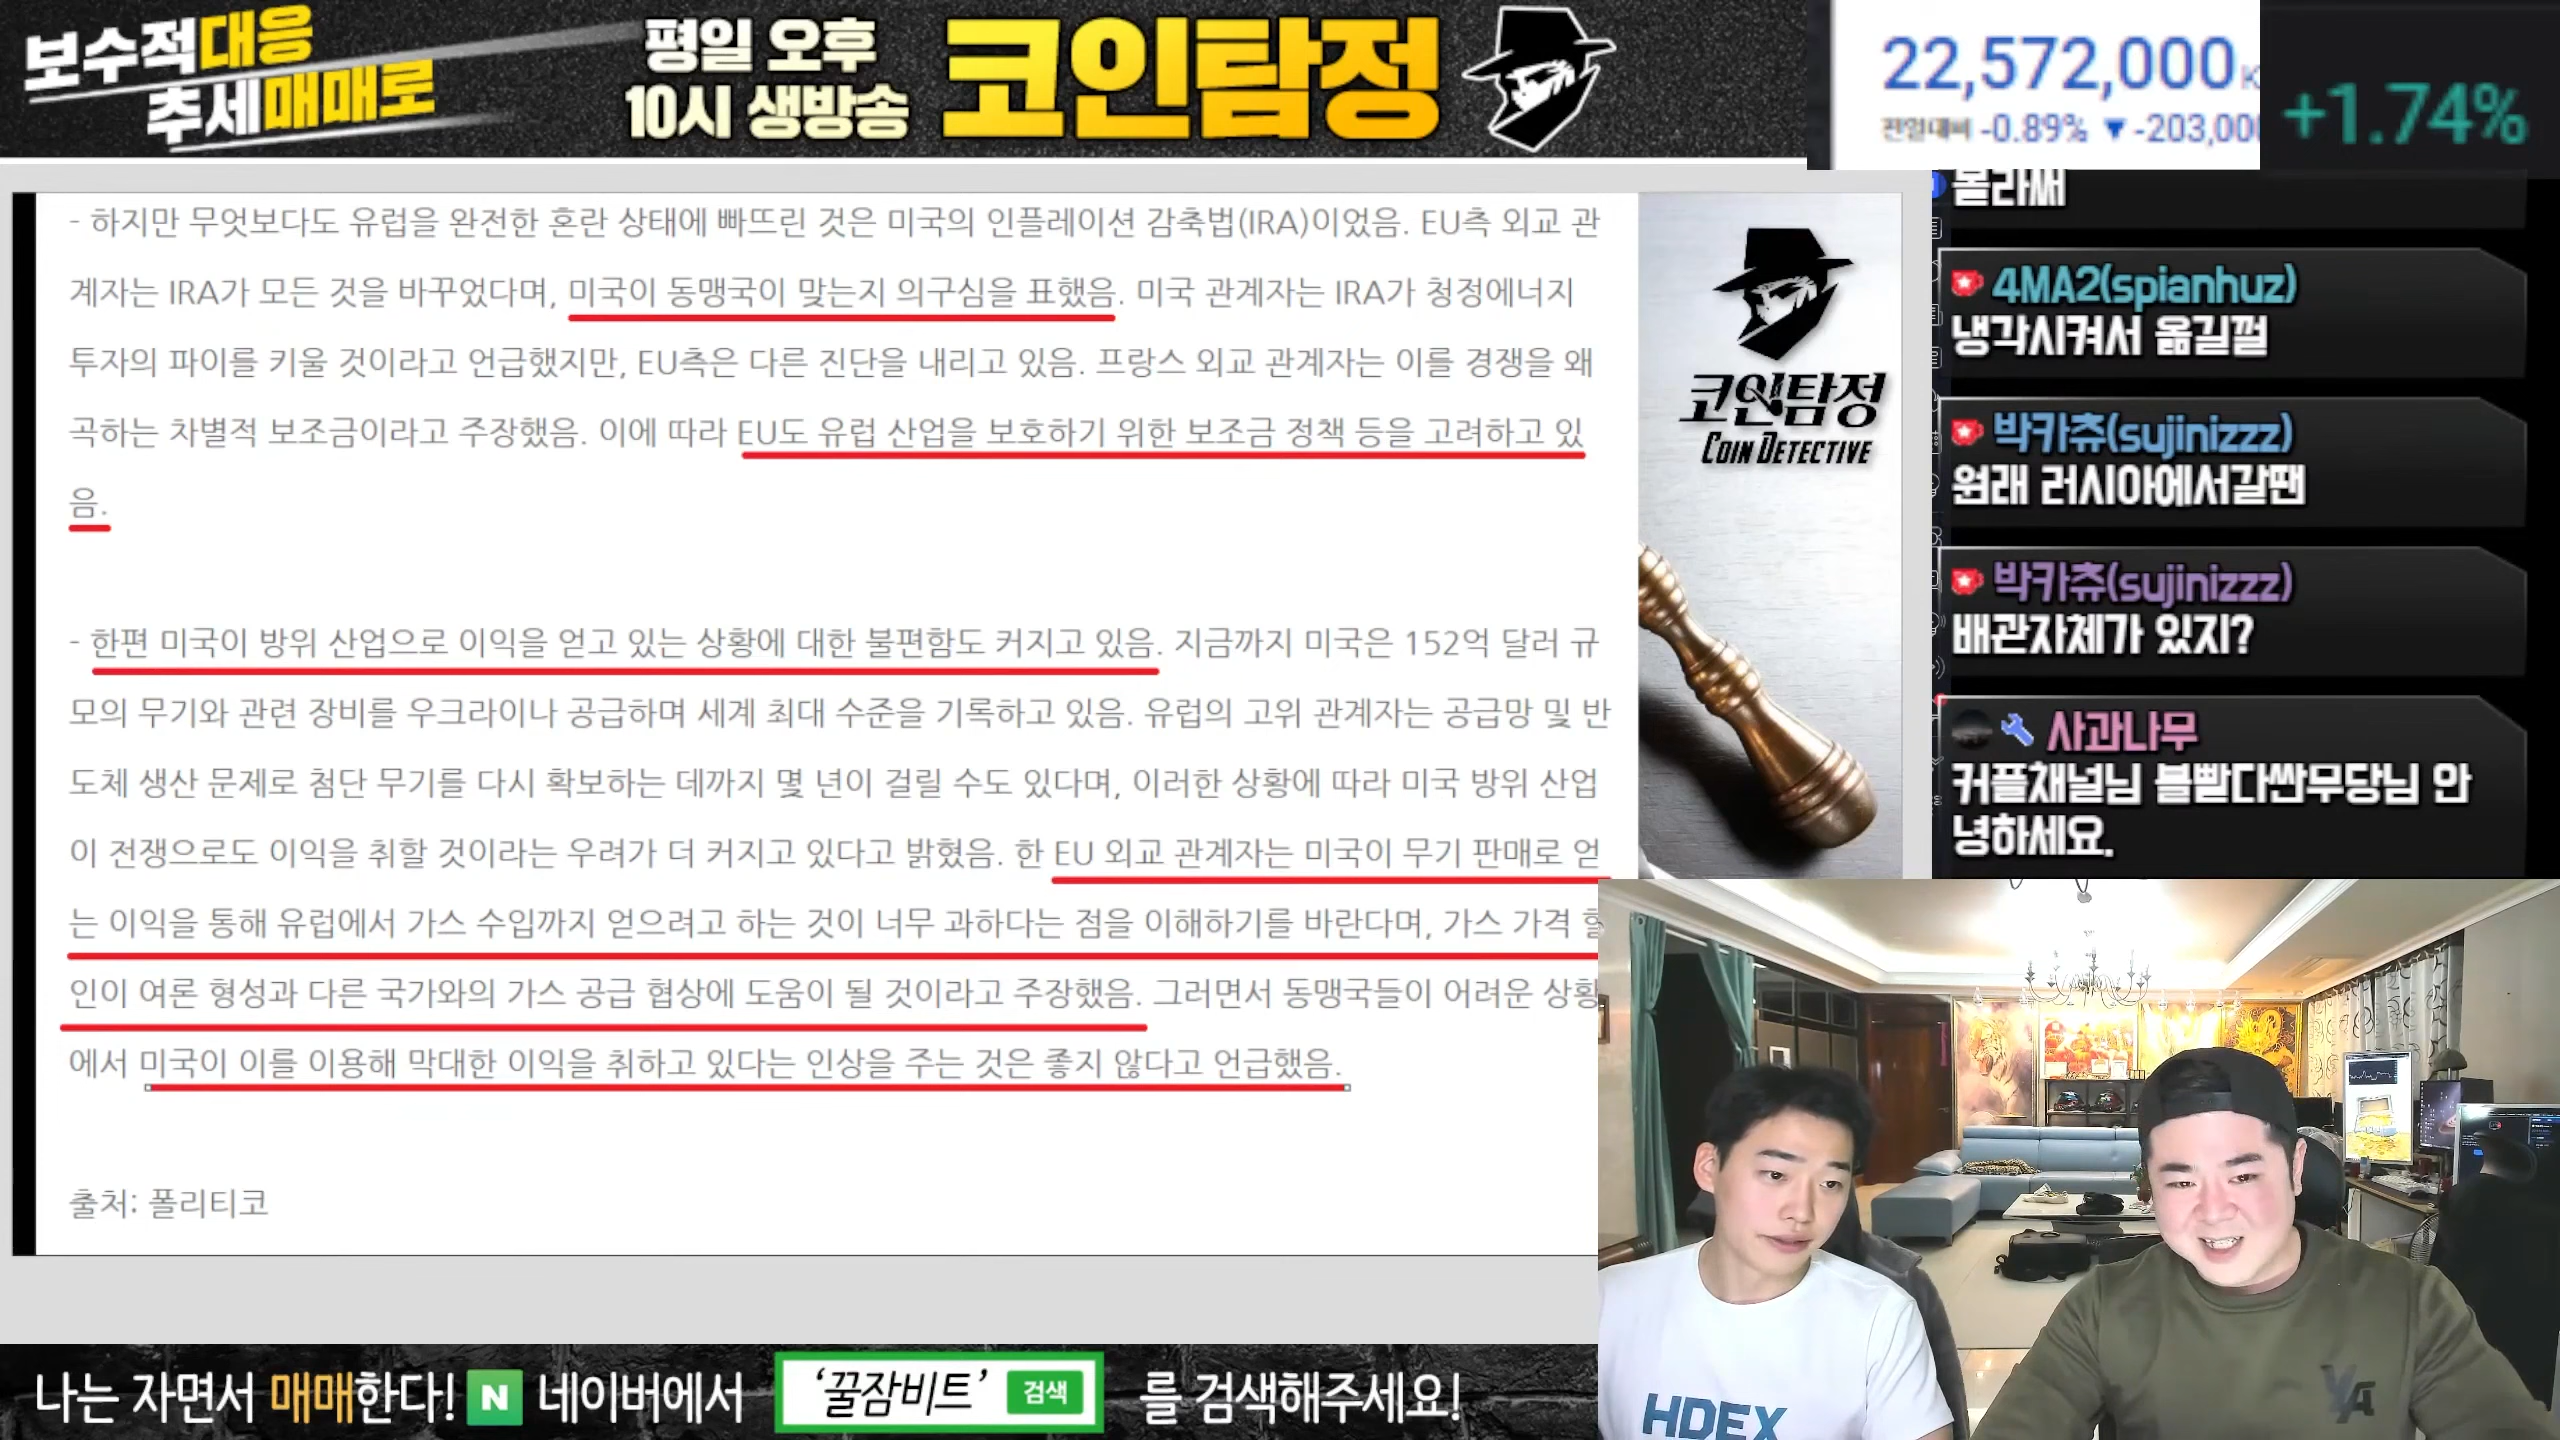 보수적대응
추세매매로
평일 오후
10시 생방송
코인탐정
22,572,000
전일대비 -0.89% ▼ -203,00
+1.74%
- 하지만 무엇보다도 유럽을 완전한 혼란 상태에 빠뜨린 것은 미국의 인플레이션 감축법(IRA)이었음. EU측 외교 관
계자는 IRA가 모든 것을 바꾸었다며, 미국이 동맹국이 맞는지 의구심을 표했음. 미국 관계자는 IRA가 청정에너지
투자의 파이를 키울 것이라고 언급했지만, EU측은 다른 진단을 내리고 있음. 프랑스 외교 관계자는 이를 경쟁을 왜
곡하는 차별적 보조금이라고 주장했음. 이에 따라 EU도 유럽 산업을 보호하기 위한 보조금 정책 등을 고려하고 있
음.
- 한편 미국이 방위 산업으로 이익을 얻고 있는 상황에 대한 불편함도 커지고 있음. 지금까지 미국은 152억 달러 규
모의 무기와 관련 장비를 우크라이나 공급하며 세계 최대 수준을 기록하고 있음. 유럽의 고위 관계자는 공급망 및 반
도체 생산 문제로 첨단 무기를 다시 확보하는 데까지 몇 년이 걸릴 수도 있다며, 이러한 상황에 따라 미국 방위 산업
이 전쟁으로도 이익을 취할 것이라는 우려가 더 커지고 있다고 밝혔음. 한 EU 외교 관계자는 미국이 무기 판매로 얻
는 이익을 통해 유럽에서 가스 수입까지 얻으려고 하는 것이 너무 과하다는 점을 이해하기를 바란다며, 가스 가격 할
인이 여론 형성과 다른 국가와의 가스 공급 협상에 도움이 될 것이라고 주장했음. 그러면서 동맹국들이 어려운 상황
에서 미국이 이를 이용해 막대한 이익을 취하고 있다는 인상을 주는 것은 좋지 않다고 언급했음.
출처: 폴리티코
코인탐정
COIN DETECTIVE
몰라써
4MA2(spianhuz)
냉각시켜서 옮길껄
박카츄(sujinizzz)
원래 러시아에서갈땐
박카츄(sujinizzz)
배관자체가 있지?
사과나무
커플채널님 블빨다싼무당님 안
녕하세요.
HDEX
나는 자면서 매매한다! N 네이버에서 '꿀잠비트' 검색 를 검색해주세요!